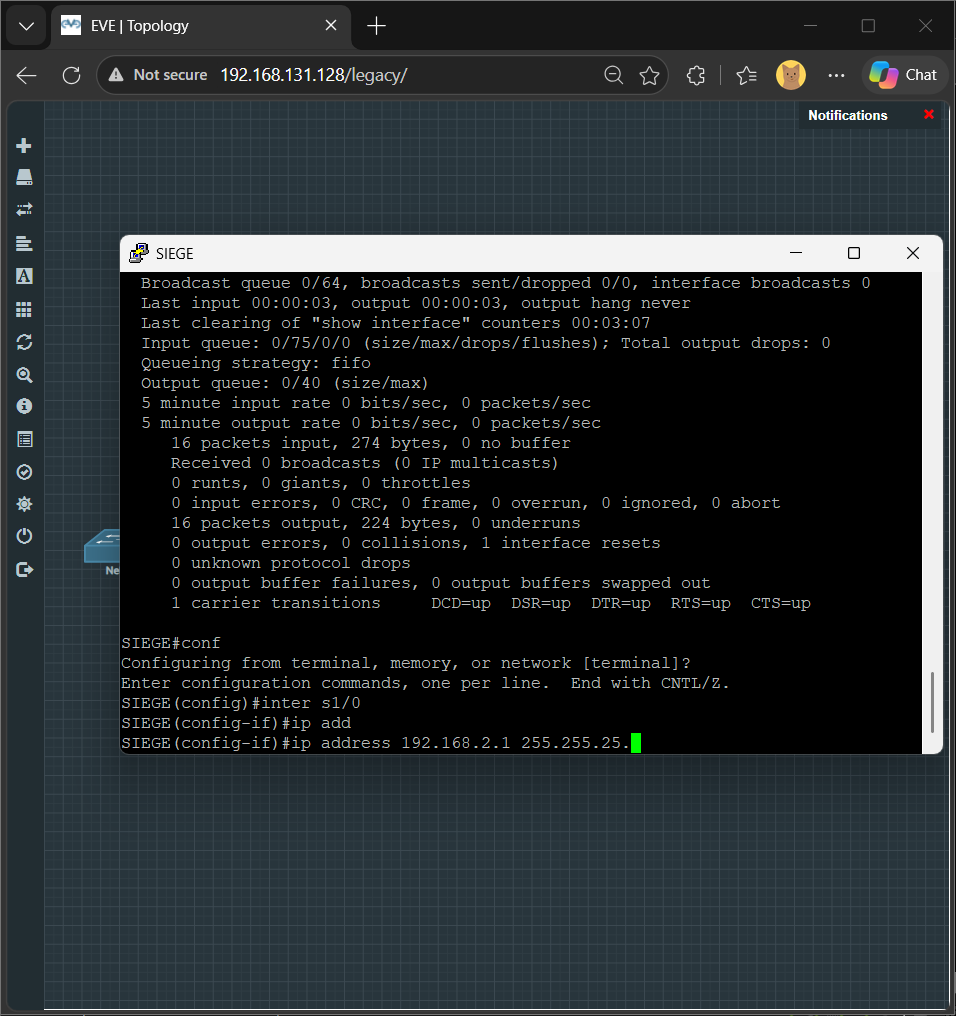 EVE | Topology
Not secure 192.168.131.128/legacy/
Chat
Notifications
SIEGE
Broadcast queue 0/64, broadcasts sent/dropped 0/0, interface broadcasts 0
Last input 00:00:03, output 00:00:03, output hang never
Last clearing of "show interface" counters 00:03:07
Input queue: 0/75/0/0 (size/max/drops/flushes); Total output drops: 0
Queueing strategy: fifo
Output queue: 0/40 (size/max)
5 minute input rate 0 bits/sec, 0 packets/sec
5 minute output rate 0 bits/sec, 0 packets/sec
16 packets input, 274 bytes, 0 no buffer
Received 0 broadcasts (0 IP multicasts)
0 runts, 0 giants, 0 throttles
0 input errors, 0 CRC, 0 frame, 0 overrun, 0 ignored, 0 abort
16 packets output, 224 bytes, 0 underruns
0 output errors, 0 collisions, 1 interface resets
0 unknown protocol drops
0 output buffer failures, 0 output buffers swapped out
1 carrier transitions DCD=up DSR=up DTR=up RTS=up CTS=up
Ne
SIEGE#conf
Configuring from terminal, memory, or network [terminal]?
Enter configuration commands, one per line. End with CNTL/Z.
SIEGE(config)#inter s1/0
SIEGE(config-if)#ip add
SIEGE(config-if)#ip address 192.168.2.1 255.255.25.